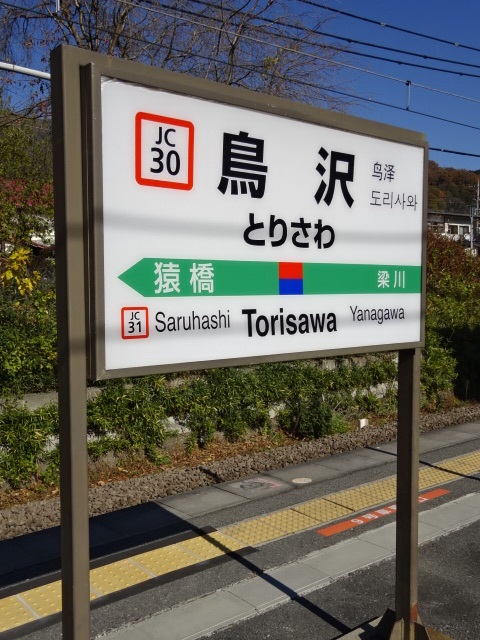 JC
30
鳥沢
鸟泽
도리사와
とりさわ
猿橋
梁川
JC
31
Saruhashi
Torisawa
Yanagawa